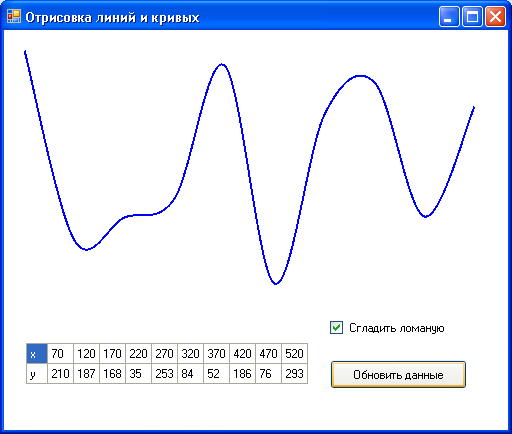 Отрисовка линий и кривых
Сгладить ломаную
x 70 120 170 220 270 320 370 420 470 520
y 210 187 168 35 253 84 52 186 76 293
Обновить данные